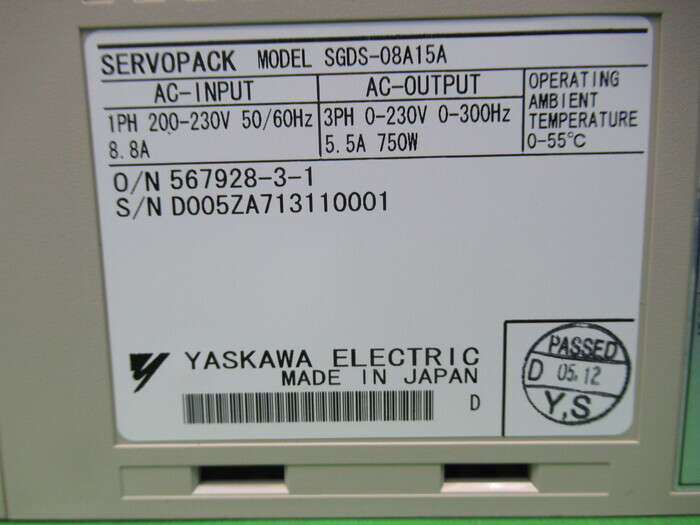 SERVOPACK MODEL SGDS-08A15A
AC-INPUT
1PH 200-230V 50/60Hz
8.8A
AC-OUTPUT
3PH 0-230V 0-300Hz
5.5A 750W
OPERATING
AMBIENT
TEMPERATURE
0-55°C
O/N 567928-3-1
S/N D005ZA713110001
YASKAWA ELECTRIC
MADE IN JAPAN
D
PASSED
D 05.12
Y,S